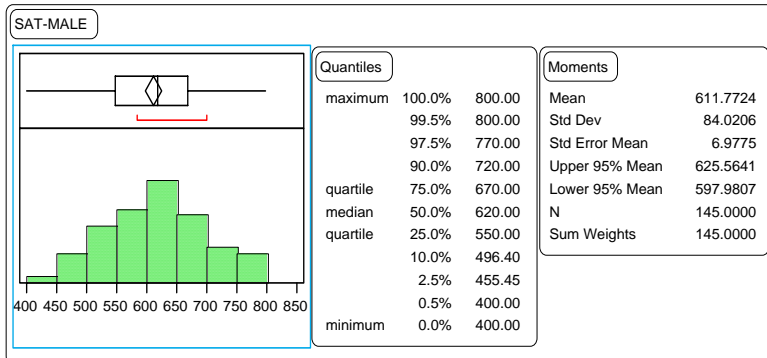 SAT-MALE
400 450 500 550 600 650 700 750 800 850
Quantiles
maximum 100.0% 800.00
99.5% 800.00
97.5% 770.00
90.0% 720.00
quartile 75.0% 670.00
median 50.0% 620.00
quartile 25.0% 550.00
10.0% 496.40
2.5% 455.45
0.5% 400.00
minimum 0.0% 400.00
Moments
Mean 611.7724
Std Dev 84.0206
Std Error Mean 6.9775
Upper 95% Mean 625.5641
Lower 95% Mean 597.9807
N 145.0000
Sum Weights 145.0000